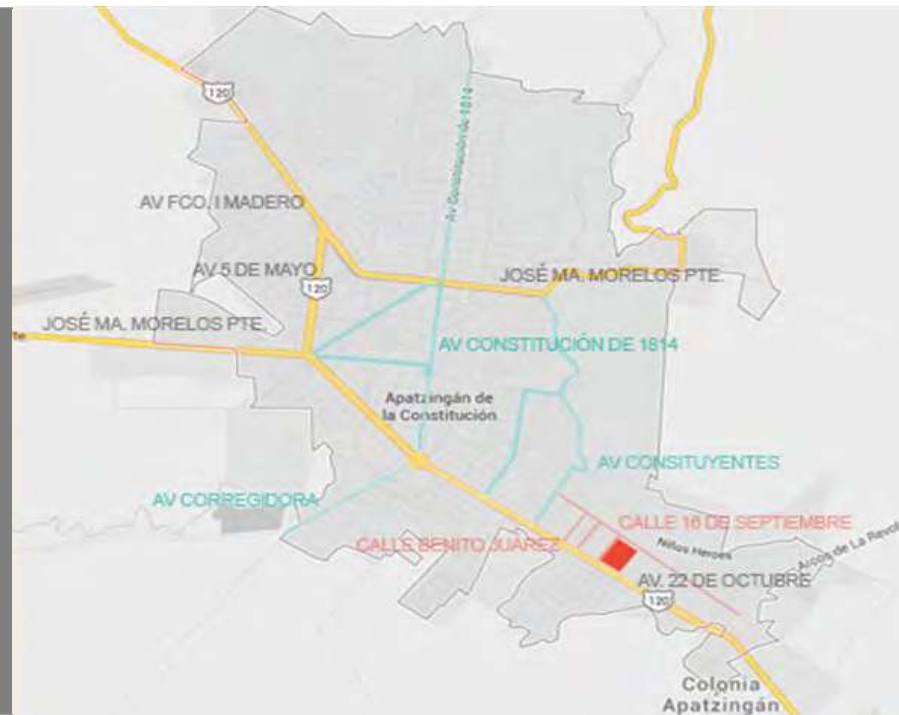 120
Av Constitución de 1814
AV FCO. I MADERO
AV 5 DE MAYO
JOSÉ MA. MORELOS PTE.
120
JOSÉ MA. MORELOS PTE.
te
AV CONSTITUCIÓN DE 1814
Apatzingán de
la Constitución
AV CONSITUYENTES
AV CORREGIDORA
CALLE 16 DE SEPTIEMBRE
CALLE BENITO JUÁREZ
Niños Heroes
Arcos de La Revol
AV. 22 DE OCTUBRE
120
Colonia
Apatzingán